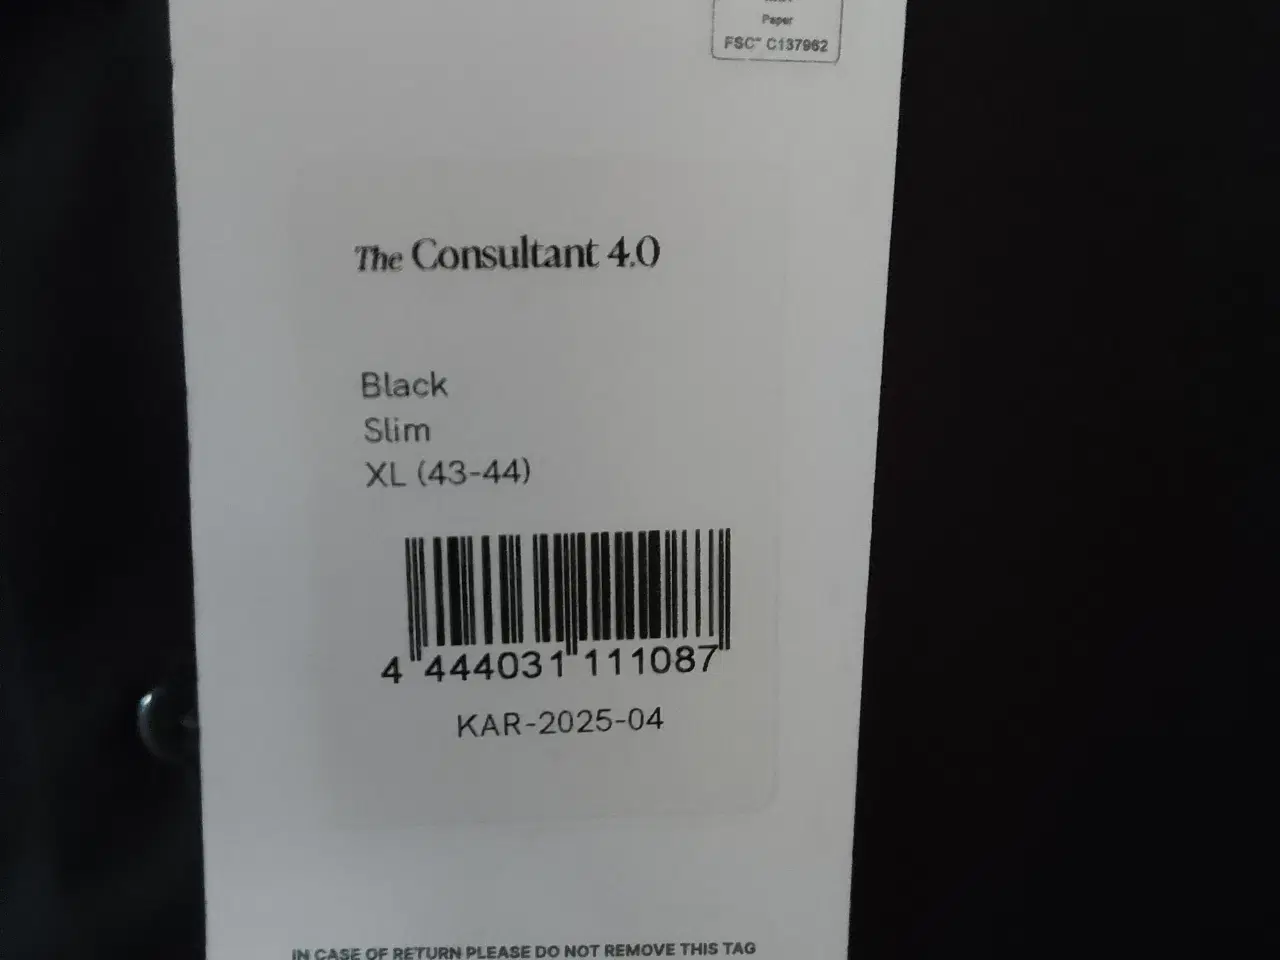 Paper
FSC™ C137962
The Consultant 4.0
Black
Slim
XL (43-44)
4 444031 111087
KAR-2025-04
IN CASE OF RETURN PLEASE DO NOT REMOVE THIS TAG